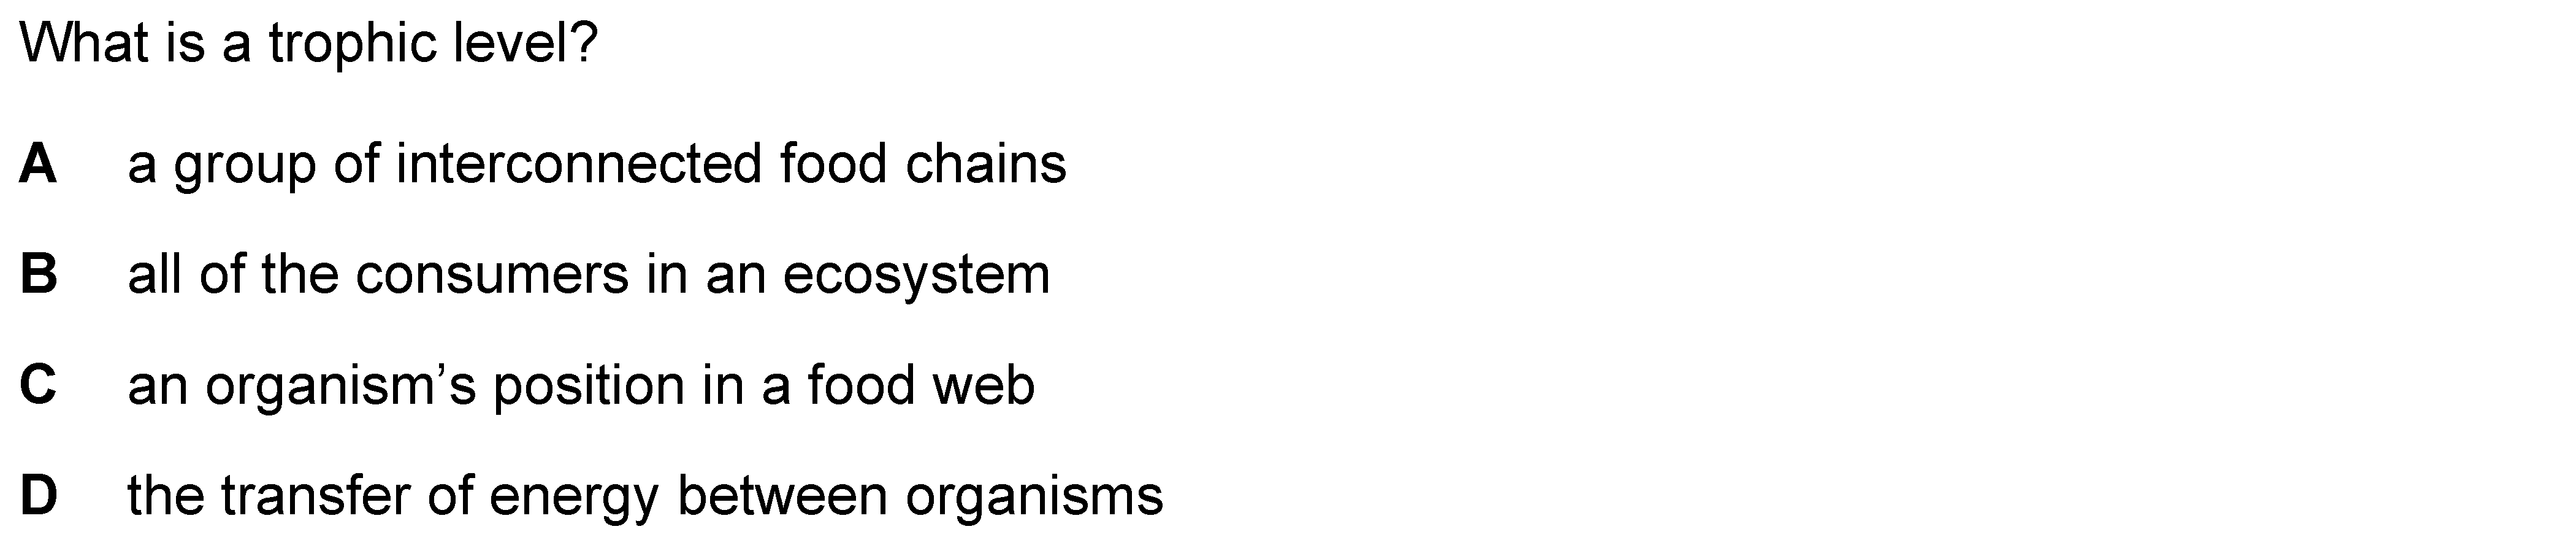 What is a trophic level?
A a group of interconnected food chains
B all of the consumers in an ecosystem
C an organism’s position in a food web
D the transfer of energy between organisms